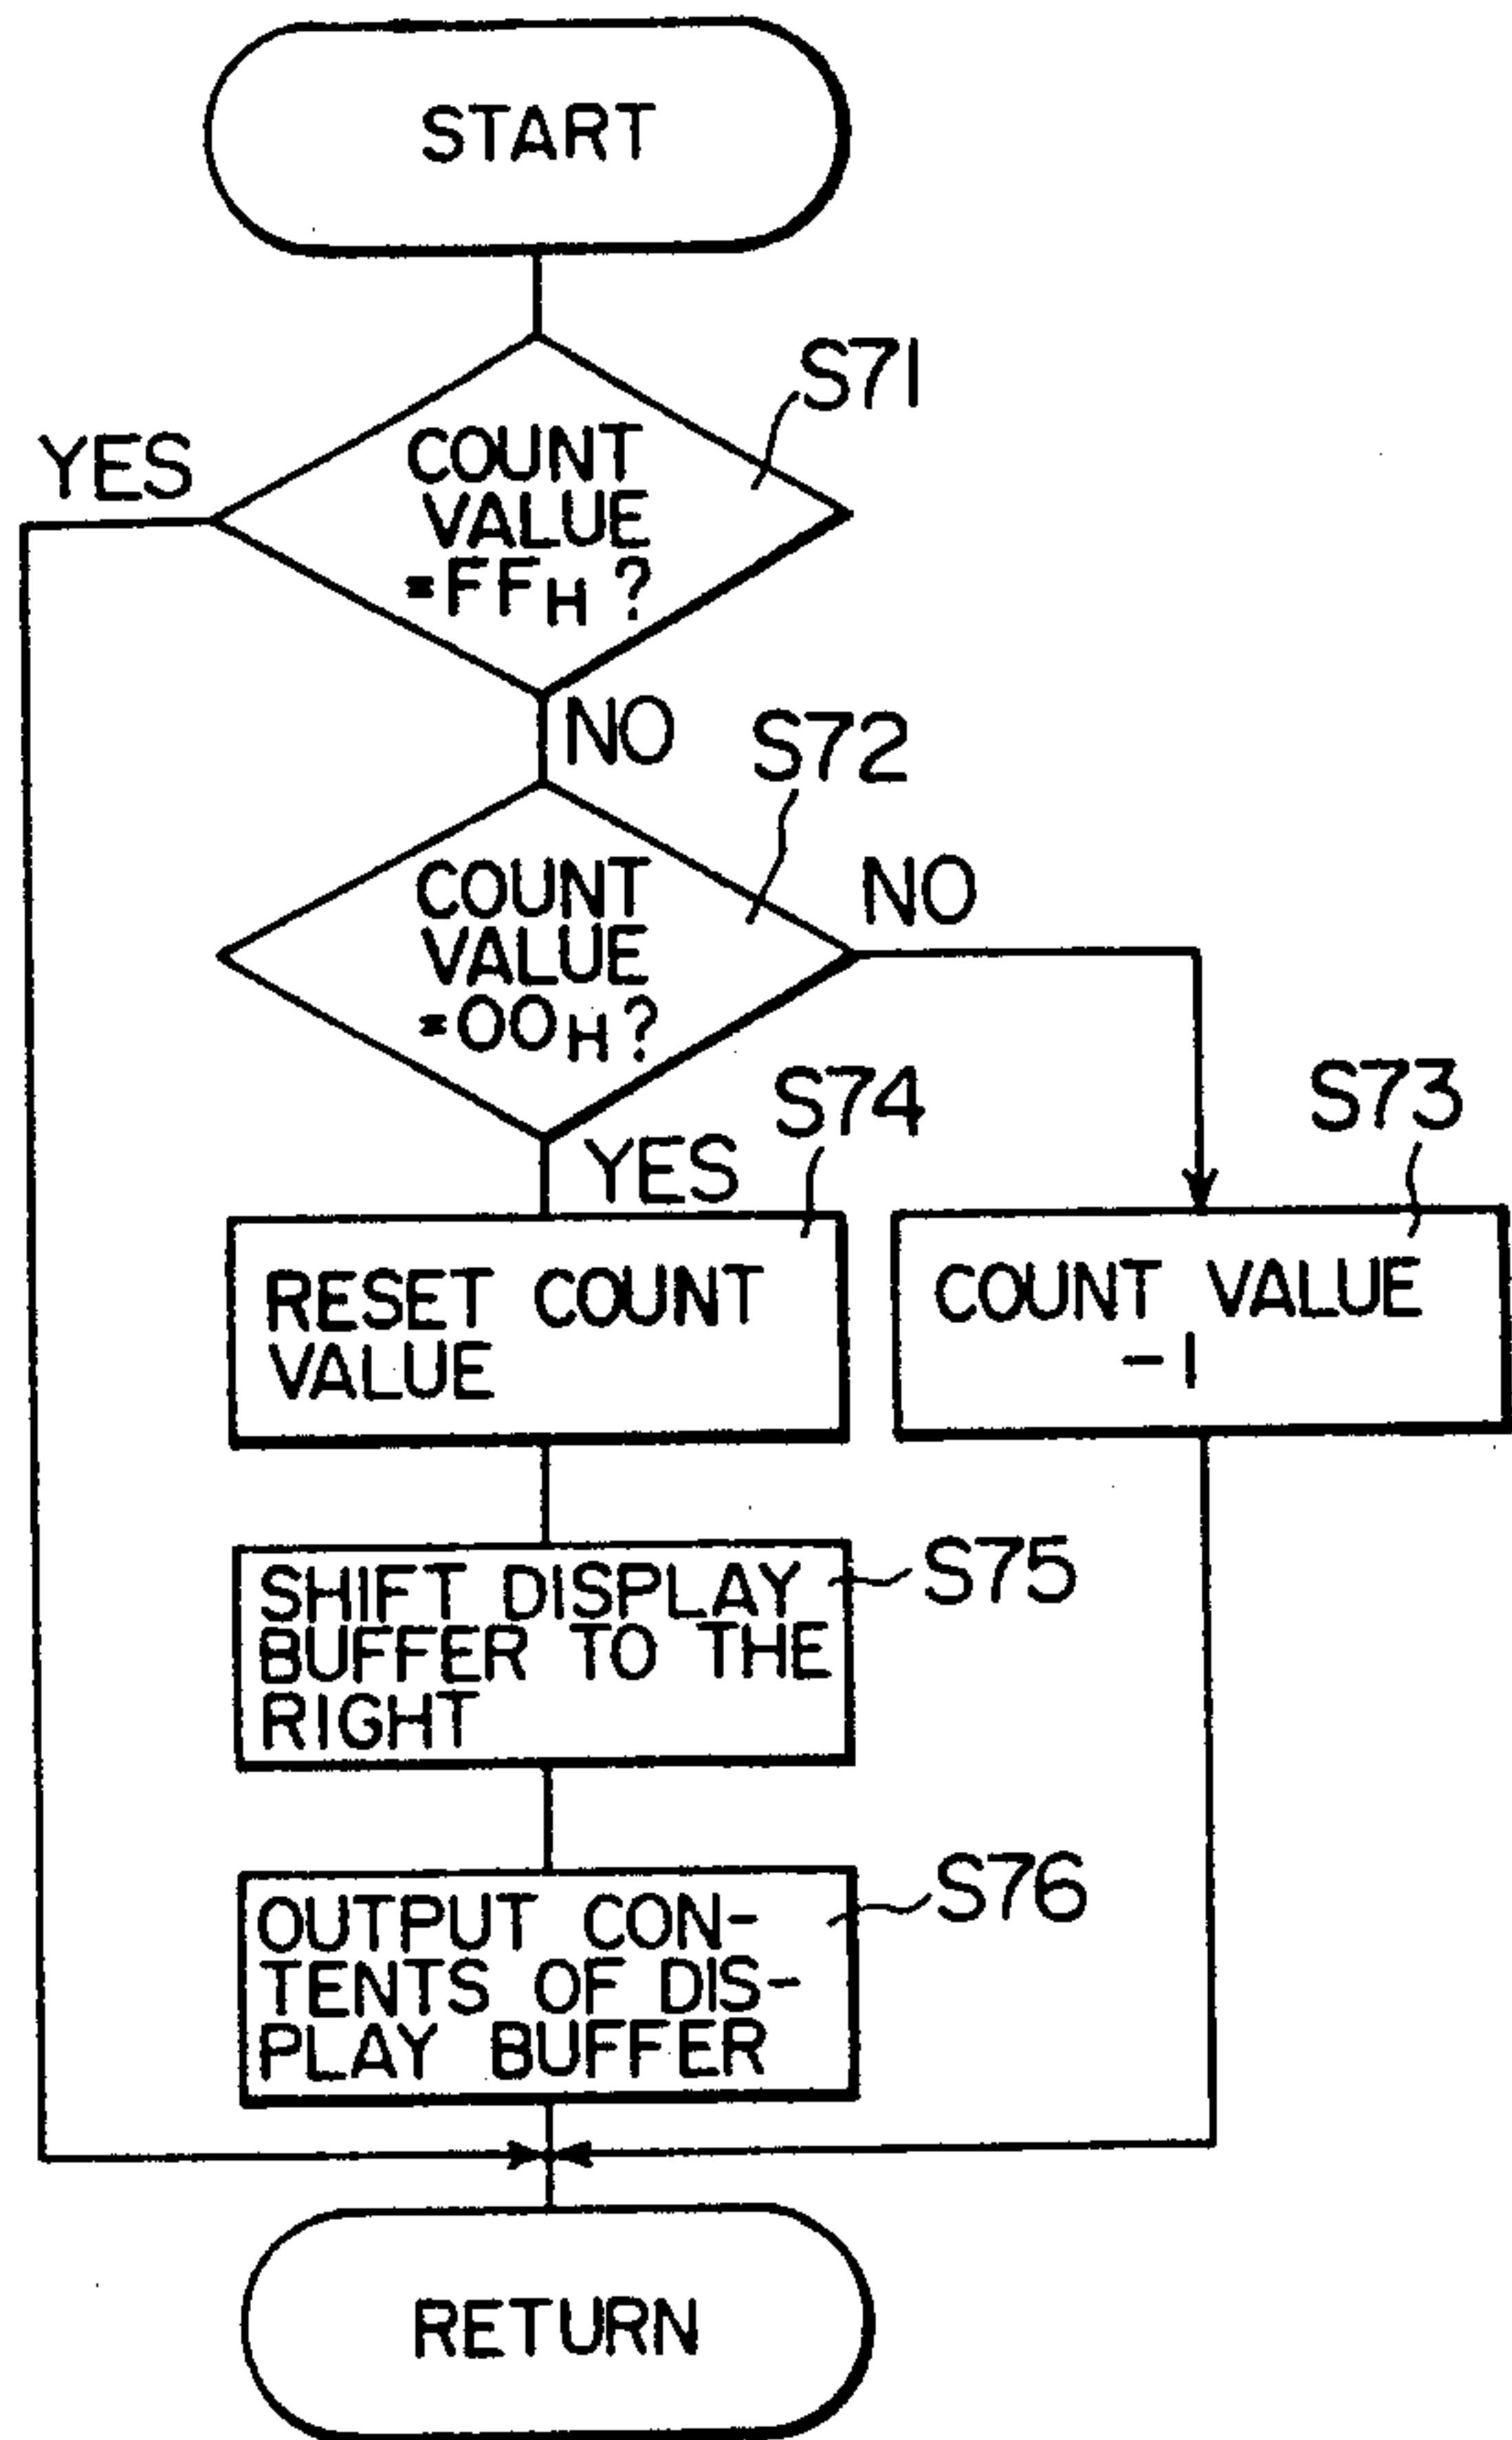 START
S71
YES
COUNT
VALUE
=FFH ?
NO
S72
COUNT
VALUE
=00H ?
NO
S74
YES
S73
RESET COUNT
VALUE
COUNT VALUE
-1
S75
SHIFT DISPLAY
BUFFER TO THE
RIGHT
S76
OUTPUT CON-
TENTS OF DIS-
PLAY BUFFER
RETURN